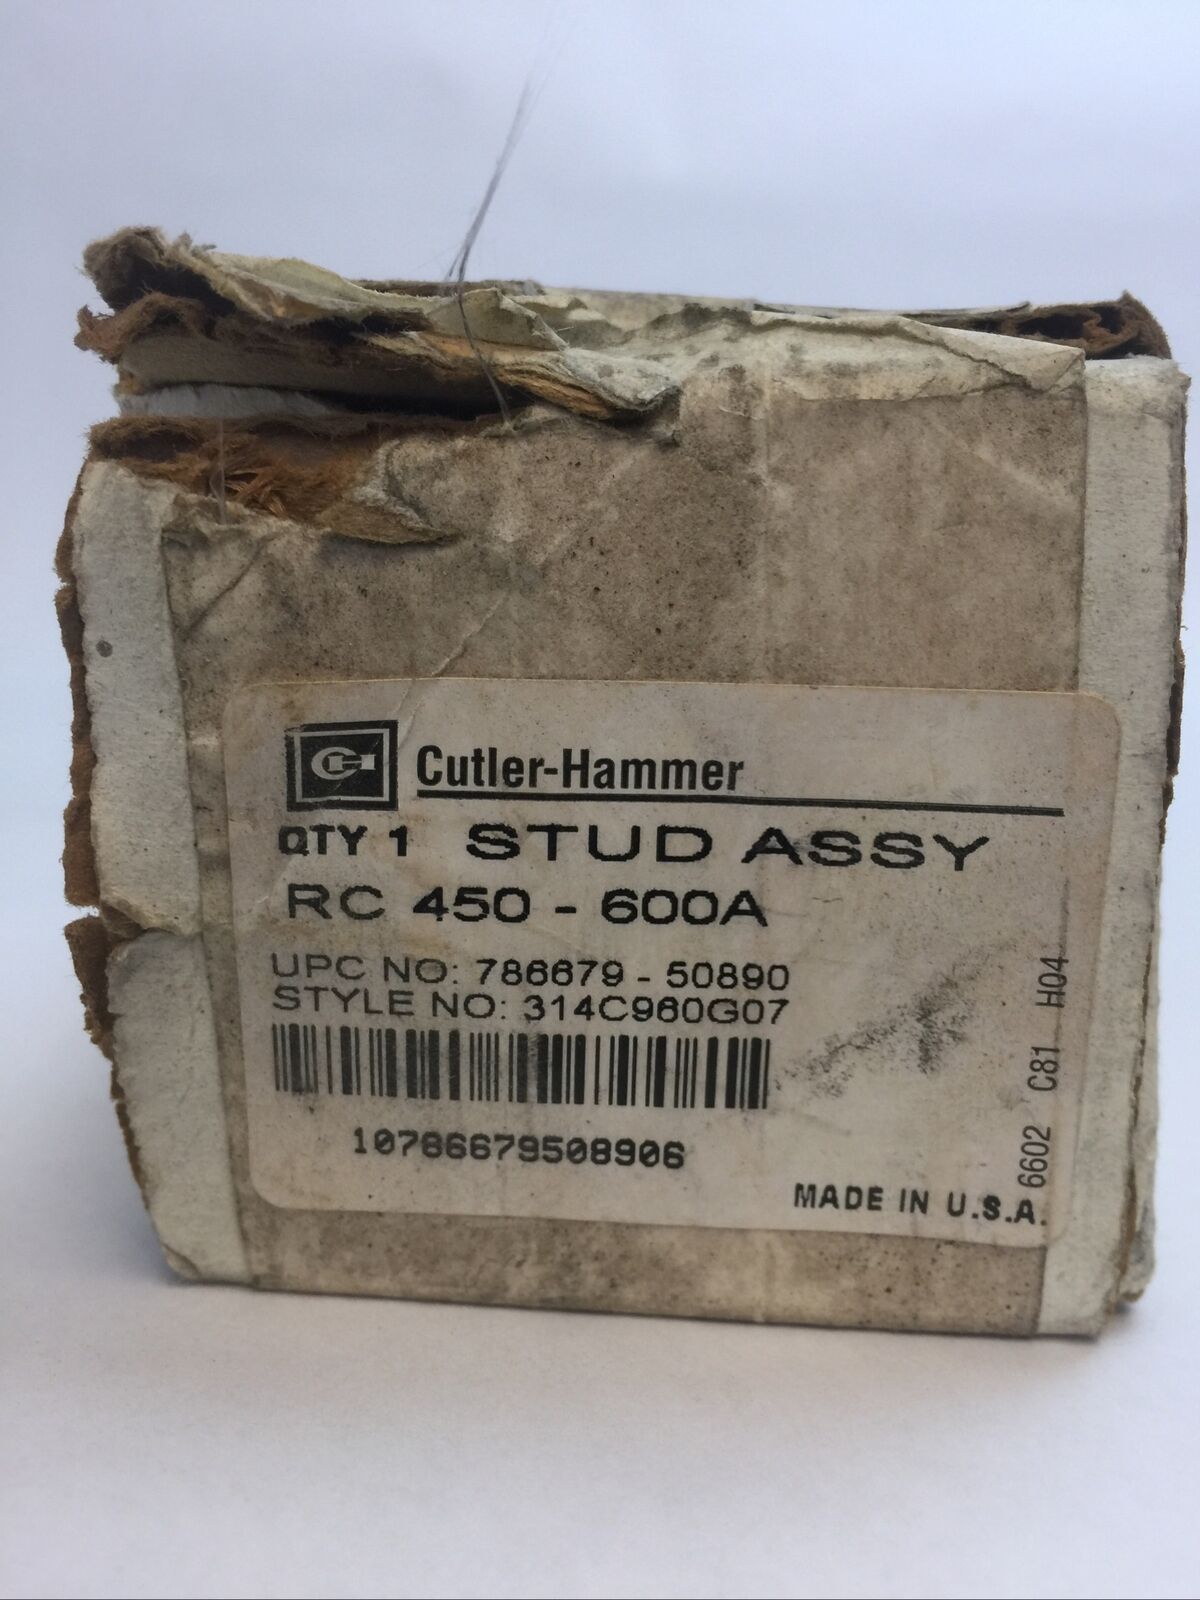 CH Cutler-Hammer
QTY 1 STUD ASSY
RC 450 - 600A
UPC NO: 786679 - 50890
STYLE NO: 314C960G07
10786679508906
MADE IN U.S.A.
6602 C81 H04